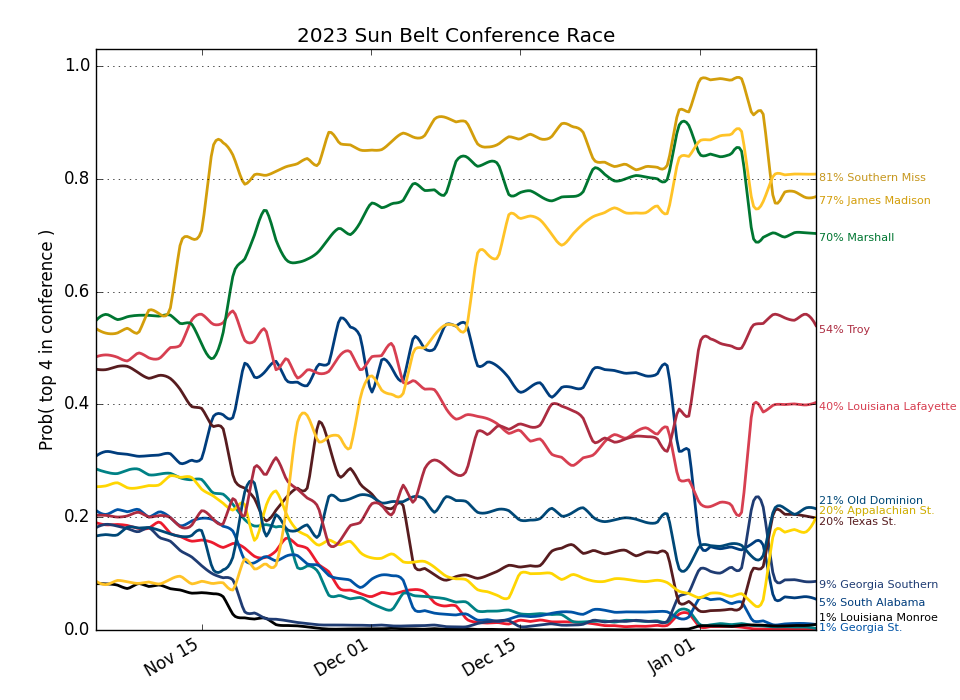 2023 Sun Belt Conference Race
Prob( top 4 in conference )
1.0
0.8
0.6
0.4
0.2
0.0
Nov 15
Dec 01
Dec 15
Jan 01
81% Southern Miss
77% James Madison
70% Marshall
54% Troy
40% Louisiana Lafayette
21% Old Dominion
20% Appalachian St.
20% Texas St.
9% Georgia Southern
5% South Alabama
1% Louisiana Monroe
1% Georgia St.